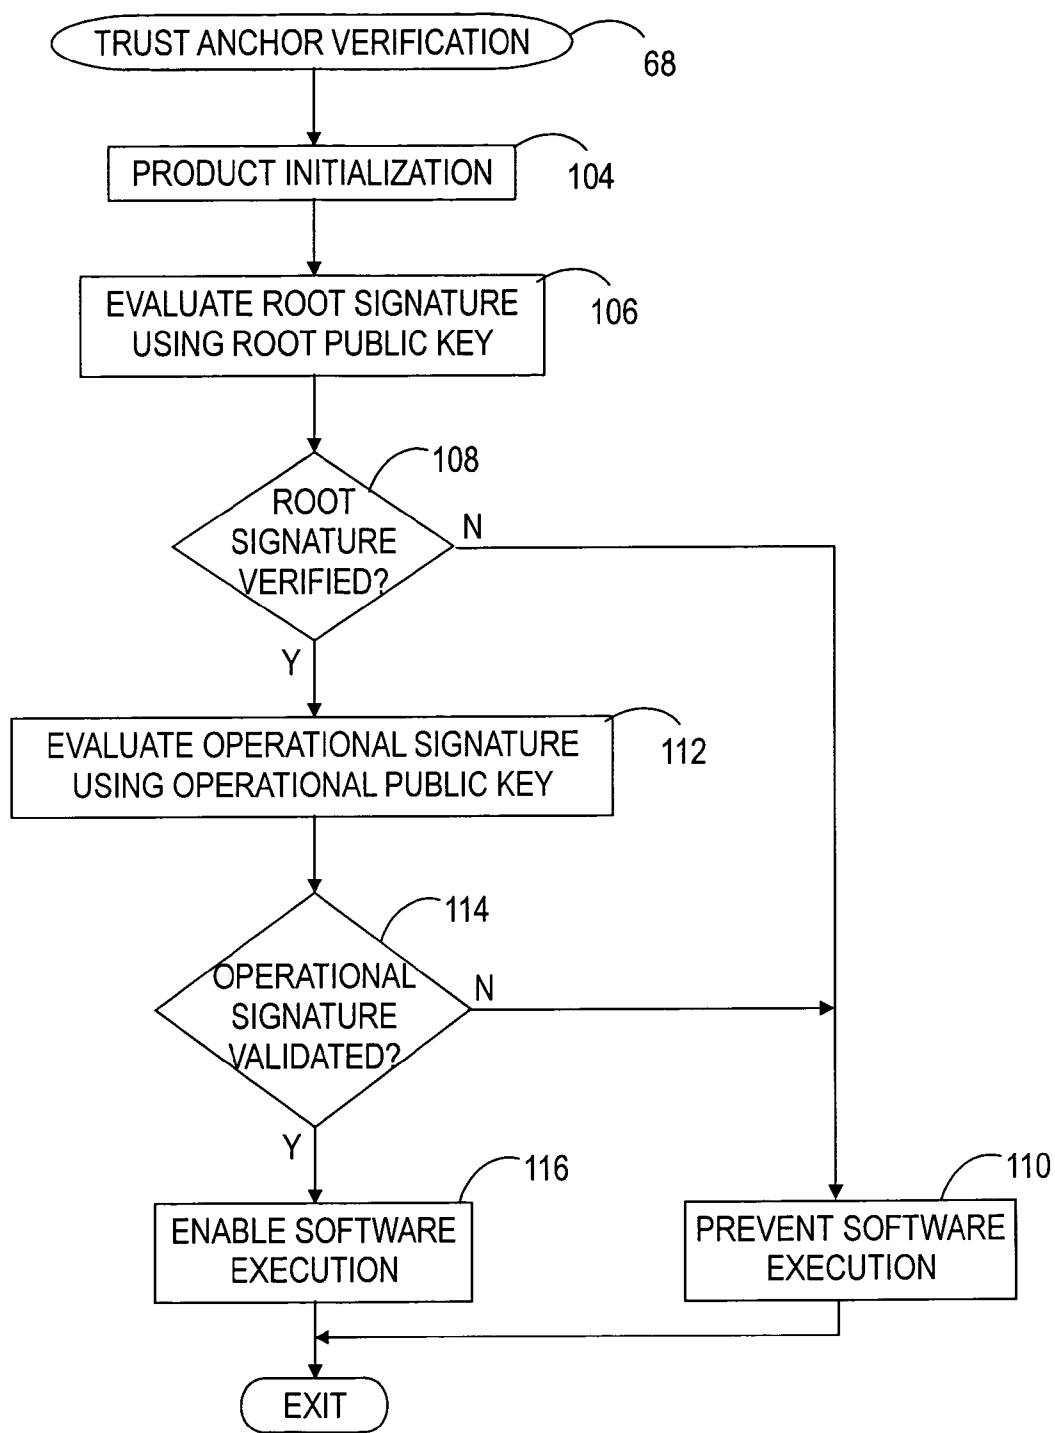 TRUST ANCHOR VERIFICATION
68
PRODUCT INITIALIZATION
104
EVALUATE ROOT SIGNATURE
USING ROOT PUBLIC KEY
106
108
ROOT
SIGNATURE
VERIFIED?
N
Y
EVALUATE OPERATIONAL SIGNATURE
USING OPERATIONAL PUBLIC KEY
112
114
OPERATIONAL
SIGNATURE
VALIDATED?
N
Y
116
ENABLE SOFTWARE
EXECUTION
110
PREVENT SOFTWARE
EXECUTION
EXIT